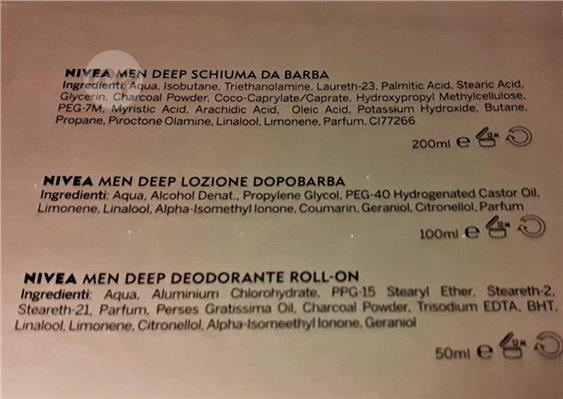 NIVEA MEN DEEP SCHIUMA DA BARBA
Ingredienti: Aqua, Isobutane, Triethanolamine, Laureth-23, Palmitic Acid, Stearic Acid,
Glycerin, Charcoal Powder, Coco-Caprylate/Caprate, Hydroxypropyl Methylcellulose,
PEG-7M, Myristic Acid, Arachidic Acid, Oleic Acid, Potassium Hydroxide, Butane,
Propane, Piroctone Olamine, Linalool, Limonene, Parfum, CI77266
200ml e 12M
NIVEA MEN DEEP LOZIONE DOPOBARBA
Ingredienti: Aqua, Alcohol Denat., Propylene Glycol, PEG-40 Hydrogenated Castor Oil,
Limonene, Linalool, Alpha-Isomethyl Ionone, Coumarin, Geraniol, Citronellol, Parfum
100ml e 12M
NIVEA MEN DEEP DEODORANTE ROLL-ON
Ingredienti: Aqua, Aluminium Chlorohydrate, PPG-15 Stearyl Ether, Steareth-2,
Steareth-21, Parfum, Perses Gratissima Oil, Charcoal Powder, Trisodium EDTA, BHT,
Linalool, Limonene, Citronellol, Alpha-Isomeethyl Ionone, Geraniol
50ml e 12M